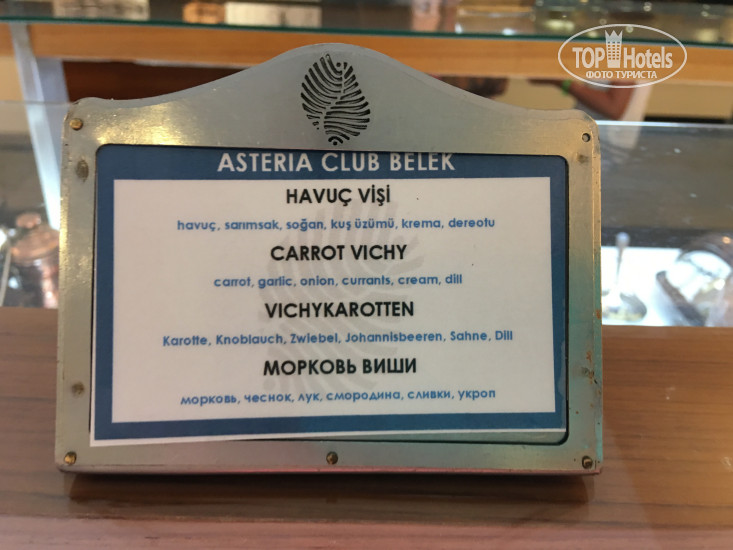 TOP Hotels
ФОТО ТУРИСТА
ASTERIA CLUB BELEK
HAVUÇ VİŞİ
havuç, sarımsak, soğan, kuş üzümü, krema, dereotu
CARROT VICHY
carrot, garlic, onion, currants, cream, dill
VICHYKAROTTEN
Karotte, Knoblauch, Zwiebel, Johannisbeeren, Sahne, Dill
МОРКОВЬ ВИШИ
морковь, чеснок, лук, смородина, сливки, укроп